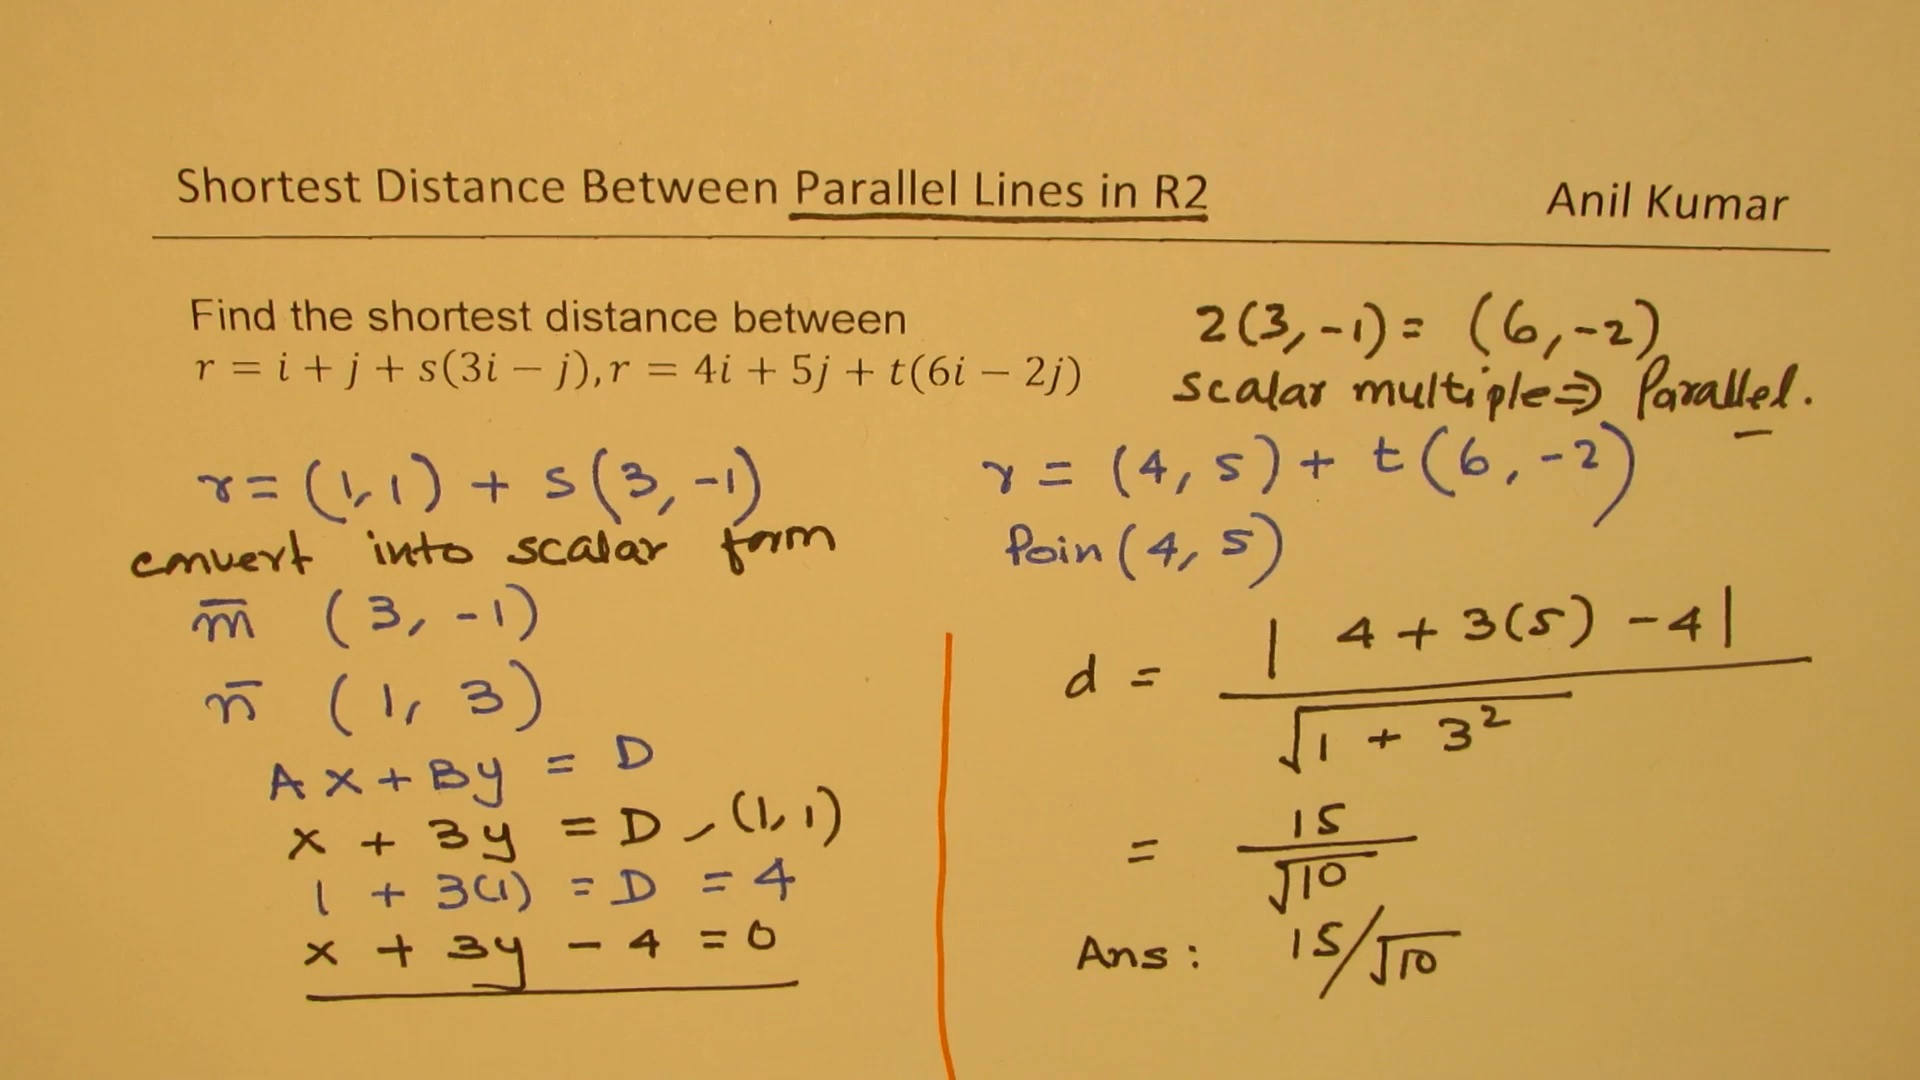 Shortest Distance Between Parallel Lines in R2
Anil Kumar
Find the shortest distance between
r = i + j + s(3i − j), r = 4i + 5j + t(6i − 2j)
2(3, -1) = (6, -2)
scalar multiple ⇒ Parallel.
r = (1, 1) + s(3, -1)
convert into scalar form
m̅ (3, -1)
n̅ (1, 3)
Ax + By = D
x + 3y = D, (1, 1)
1 + 3(1) = D = 4
x + 3y - 4 = 0
r = (4, 5) + t(6, -2)
Poin (4, 5)
d = | 4 + 3(5) - 4 | / √1 + 3²
= 15 / √10
Ans: 15/√10